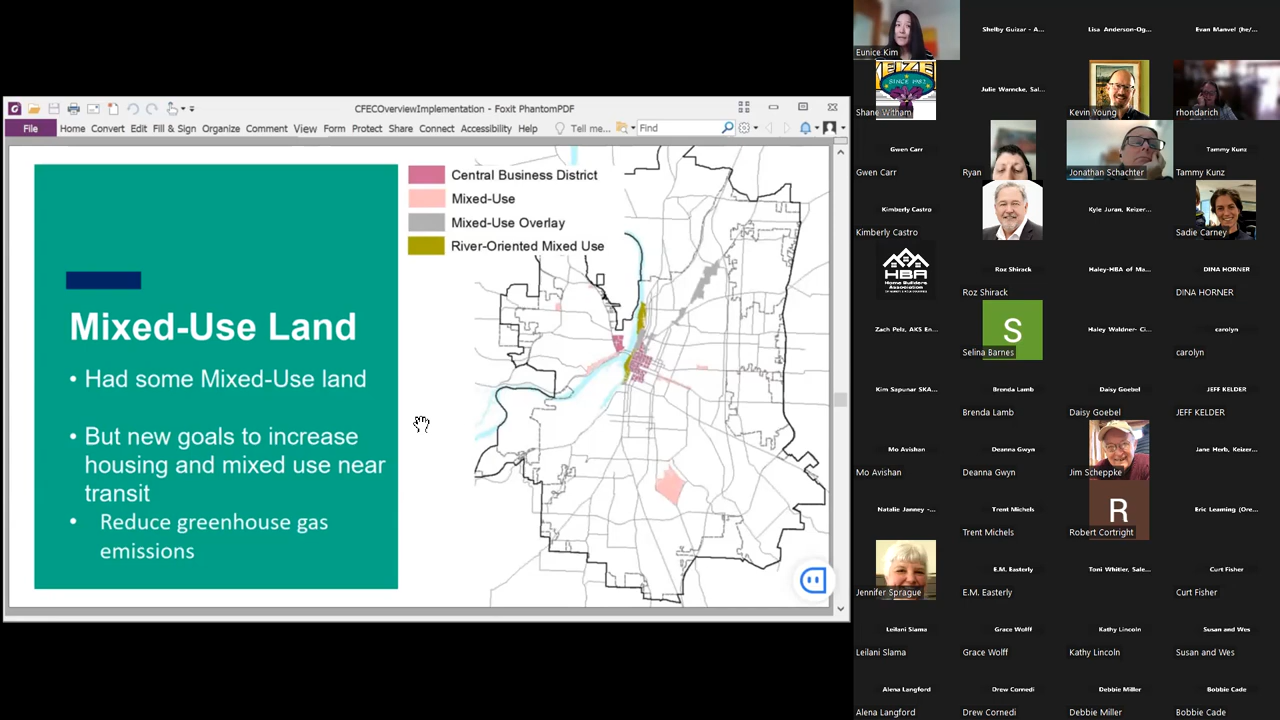 CFECOverviewImplementation - Foxit PhantomPDF
File Home Convert Edit Fill & Sign Organize Comment View Form Protect Share Connect Accessibility Help Tell me... Find
Mixed-Use Land
• Had some Mixed-Use land
• But new goals to increase
housing and mixed use near
transit
• Reduce greenhouse gas
emissions
Central Business District
Mixed-Use
Mixed-Use Overlay
River-Oriented Mixed Use
Eunice Kim
Shelby Guizar - A...
Lisa Anderson-Og...
Evan Manvel (he/...
SINCE 1982
Shane Witham
Julie Warncke, Sal...
Kevin Young
rhondarich
Gwen Carr
Gwen Carr
Ryan
Jonathan Schachter
Tammy Kunz
Tammy Kunz
Kimberly Castro
Kimberly Castro
Kyle Juran, Keizer...
Sadie Carney
HBA
Home Builders
Association
Roz Shirack
Roz Shirack
Haley-HBA of Ma...
DINA HORNER
DINA HORNER
Zach Pelz, AKS En...
S
Selina Barnes
Haley Waldner- Ci...
carolyn
carolyn
Kim Sapunar SKA...
Brenda Lamb
Brenda Lamb
Daisy Goebel
Daisy Goebel
JEFF KELDER
JEFF KELDER
Mo Avishan
Mo Avishan
Deanna Gwyn
Deanna Gwyn
Jim Scheppke
Jane Herb, Keizer...
Natalie Janney -...
Trent Michels
Trent Michels
R
Robert Cortright
Eric Leaming (Ore...
Jennifer Sprague
E.M. Easterly
E.M. Easterly
Toni Whitler, Sale...
Curt Fisher
Curt Fisher
Leilani Slama
Leilani Slama
Grace Wolff
Grace Wolff
Kathy Lincoln
Kathy Lincoln
Susan and Wes
Susan and Wes
Alena Langford
Alena Langford
Drew Cornedi
Drew Cornedi
Debbie Miller
Debbie Miller
Bobbie Cade
Bobbie Cade